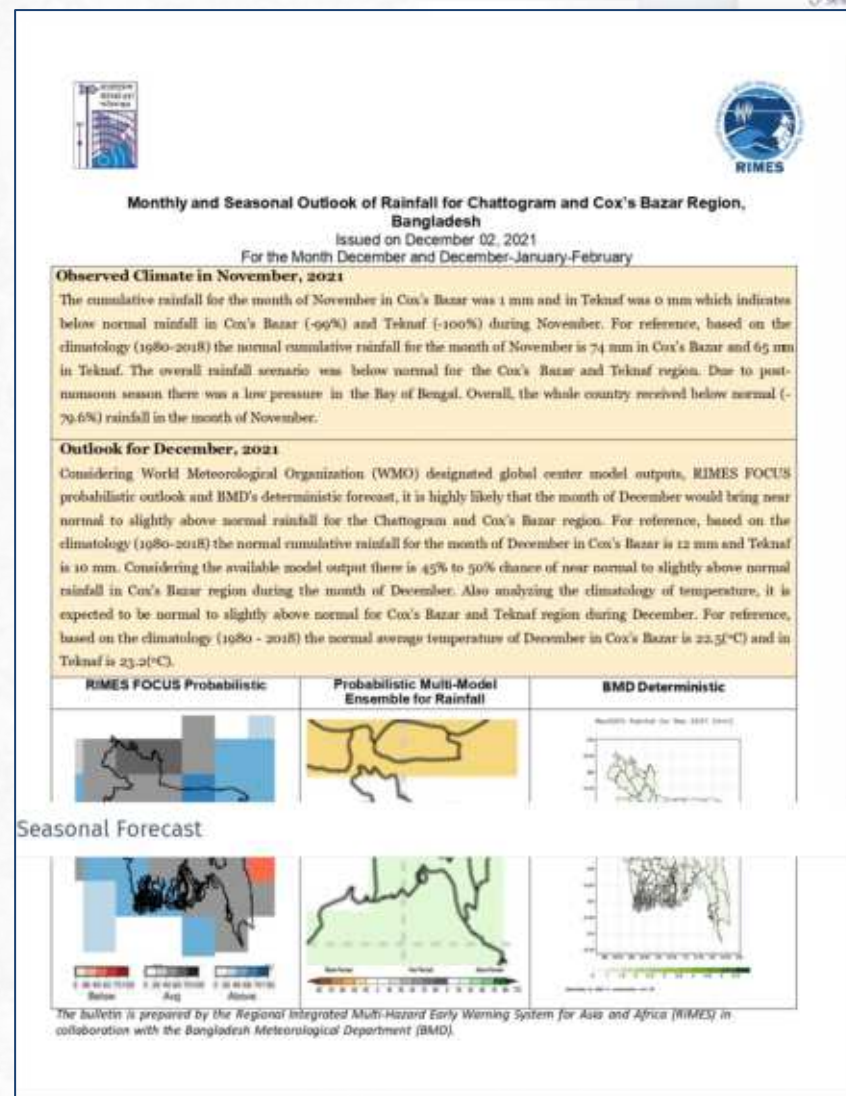 RIMES
Monthly and Seasonal Outlook of Rainfall for Chattogram and Cox's Bazar Region,
Bangladesh
Issued on December 02, 2021
For the Month December and December-January-February
Observed Climate in November, 2021
The cumulative rainfall for the month of November in Cox's Bazar was 1 mm and in Teknaf was 0 mm which indicates
below normal rainfall in Cox's Bazar (-99%) and Teknaf (-100%) during November. For reference, based on the
climatology (1980-2018) the normal cumulative rainfall for the month of November is 74 mm in Cox's Bazar and 65 mm
in Teknaf. The overall rainfall scenario was below normal for the Cox's Bazar and Teknaf region. Due to post-
monsoon season there was a low pressure in the Bay of Bengal. Overall, the whole country received below normal (-
79.6%) rainfall in the month of November.
Outlook for December, 2021
Considering World Meteorological Organization (WMO) designated global center model outputs, RIMES FOCUS
probabilistic outlook and BMD's deterministic forecast, it is highly likely that the month of December would bring near
normal to slightly above normal rainfall for the Chattogram and Cox's Bazar region. For reference, based on the
climatology (1980-2018) the normal cumulative rainfall for the month of December in Cox's Bazar is 12 mm and Teknaf
is 10 mm. Considering the available model output there is 45% to 50% chance of near normal to slightly above normal
rainfall in Cox's Bazar region during the month of December. Also analyzing the climatology of temperature, it is
expected to be normal to slightly above normal for Cox's Bazar and Teknaf region during December. For reference,
based on the climatology (1980 - 2018) the normal average temperature of December in Cox's Bazar is 22.5(°C) and in
Teknaf is 23.2(°C).
RIMES FOCUS Probabilistic
Probabilistic Multi-Model
Ensemble for Rainfall
BMD Deterministic
Seasonal Forecast
Below
Avg
Above
The bulletin is prepared by the Regional Integrated Multi-Hazard Early Warning System for Asia and Africa (RIMES) in
collaboration with the Bangladesh Meteorological Department (BMD).